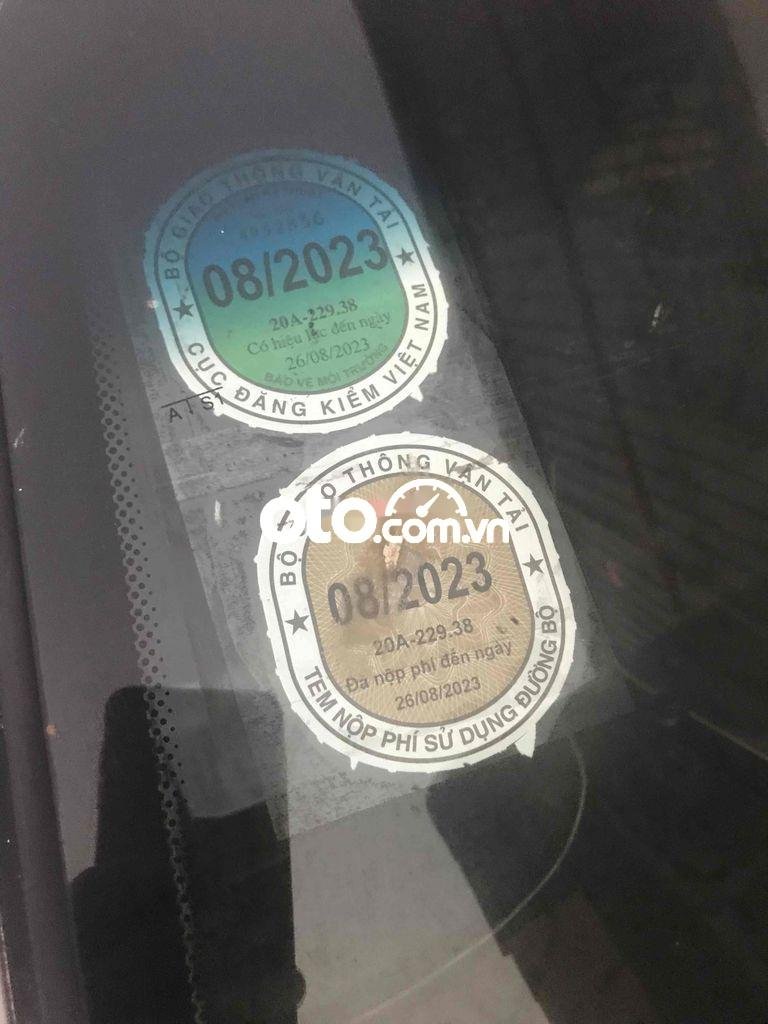 BỘ GIAO THÔNG VẬN TẢI
08/2023
20A-229.38
Có hiệu lực đến ngày
26/08/2023
BẢO VỆ MÔI TRƯỜNG
CỤC ĐĂNG KIỂM VIỆT NAM
BỘ GIAO THÔNG VẬN TẢI
oto.com.vn
08/2023
20A-229.38
Đã nộp phí đến ngày
26/08/2023
TEM NỘP PHÍ SỬ DỤNG ĐƯỜNG BỘ